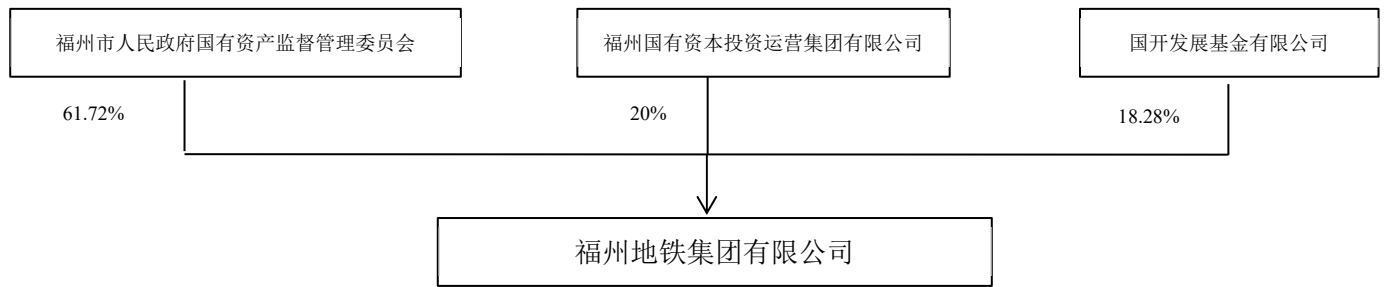 福州市人民政府国有资产监督管理委员会
福州国有资本投资运营集团有限公司
国开发展基金有限公司
61.72%
20%
18.28%
福州地铁集团有限公司